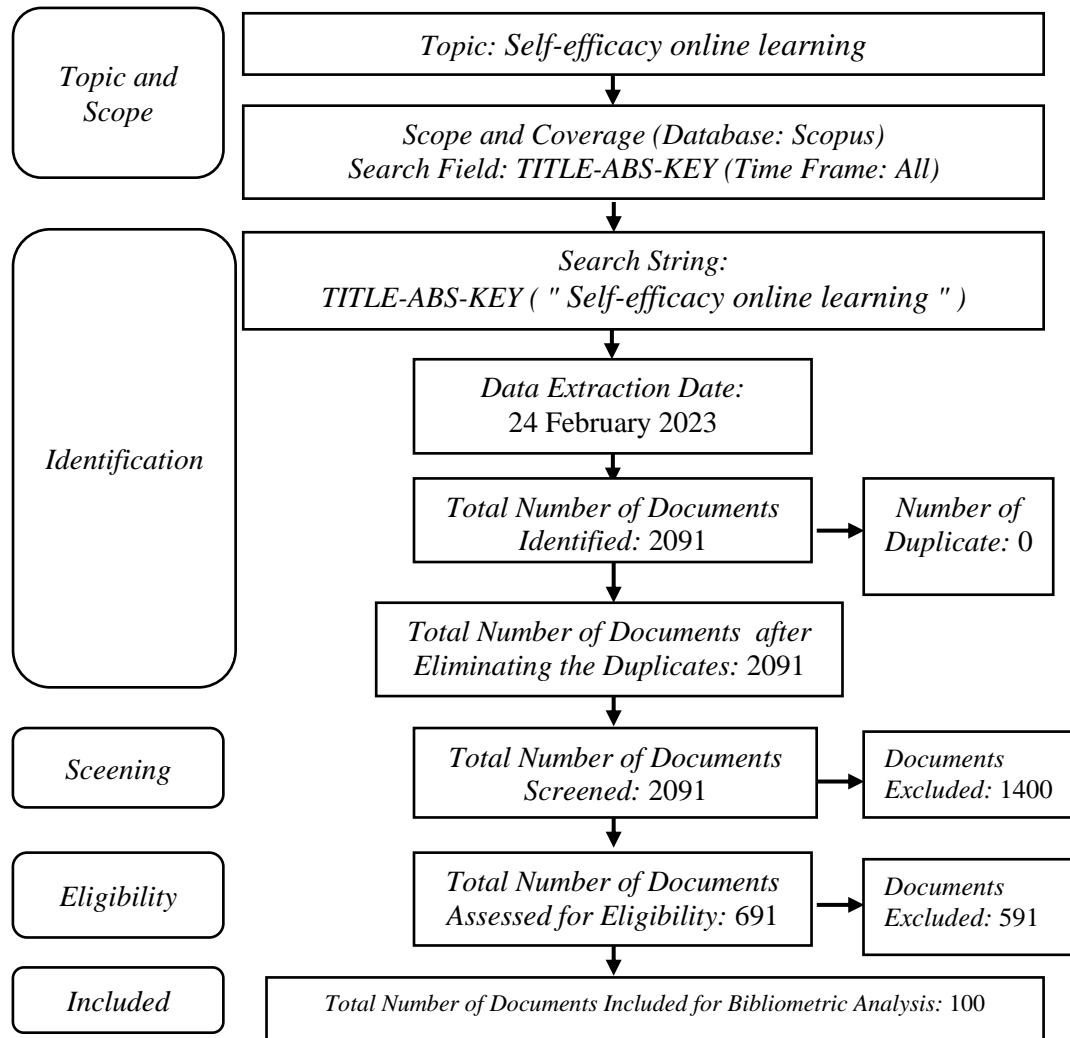 Topic and
Scope
Topic: Self-efficacy online learning
Scope and Coverage (Database: Scopus)
Search Field: TITLE-ABS-KEY (Time Frame: All)
Identification
Search String:
TITLE-ABS-KEY ( " Self-efficacy online learning " )
Data Extraction Date:
24 February 2023
Total Number of Documents
Identified: 2091
Number of
Duplicate: 0
Total Number of Documents after
Eliminating the Duplicates: 2091
Sceening
Total Number of Documents
Screened: 2091
Documents
Excluded: 1400
Eligibility
Total Number of Documents
Assessed for Eligibility: 691
Documents
Excluded: 591
Included
Total Number of Documents Included for Bibliometric Analysis: 100